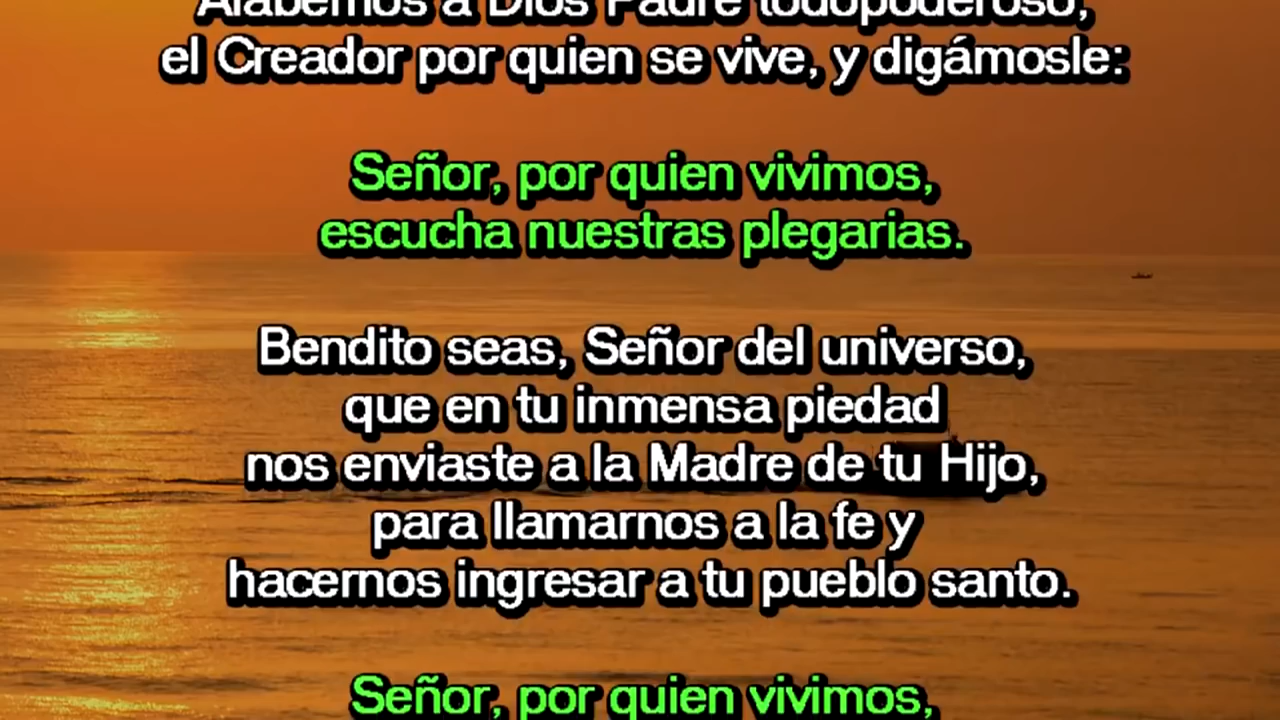 Alabemos a Dios Padre todopoderoso,
el Creador por quien se vive, y digámosle:
Señor, por quien vivimos,
escucha nuestras plegarias.
Bendito seas, Señor del universo,
que en tu inmensa piedad
nos enviaste a la Madre de tu Hijo,
para llamarnos a la fe y
hacernos ingresar a tu pueblo santo.
Señor, por quien vivimos,